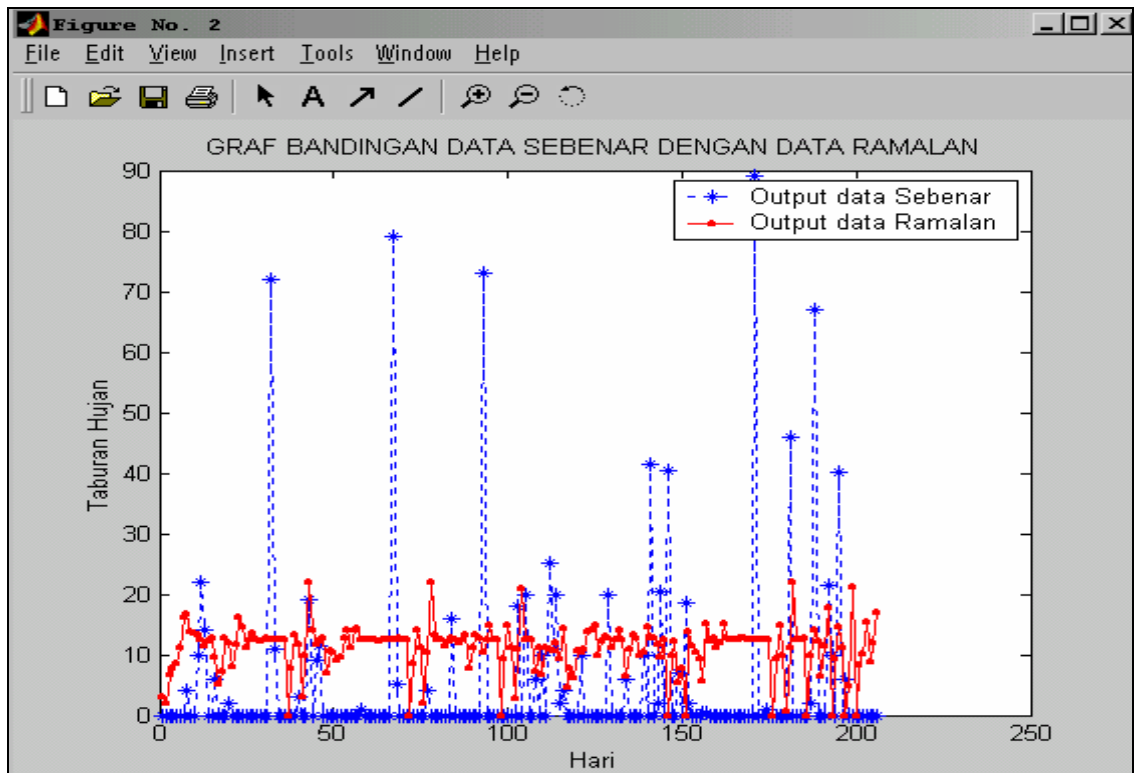 Figure No. 2
File Edit View Insert Tools Window Help
A
GRAF BANDINGAN DATA SEBENAR DENGAN DATA RAMALAN
Output data Sebenar
Output data Ramalan
90
80
70
60
50
40
30
20
10
0
Taburan Hujan
0 50 100 150 200 250
Hari